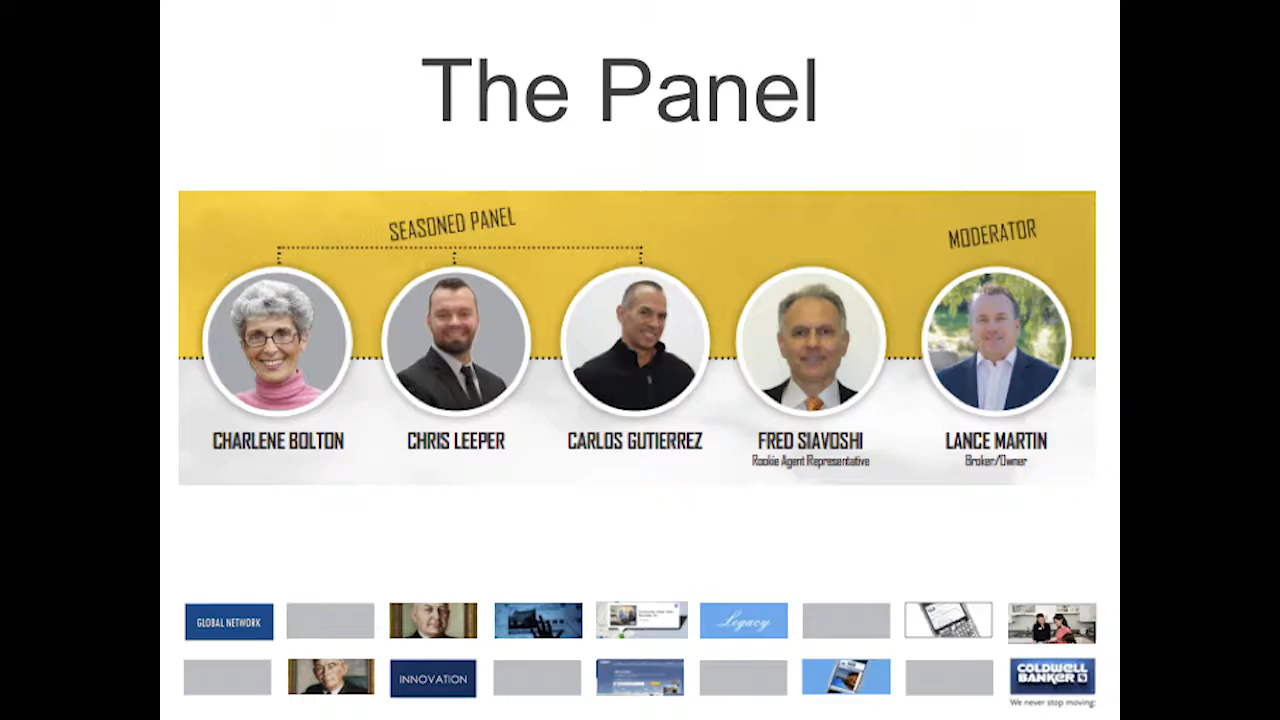 The Panel
SEASONED PANEL
MODERATOR
CHARLENE BOLTON
CHRIS LEEPER
CARLOS GUTIERREZ
FRED SIAVOSHI
Rookie Agent Representative
LANCE MARTIN
Broker/Owner
GLOBAL NETWORK
Legacy
INNOVATION
COLDWELL
BANKER
We never stop moving.